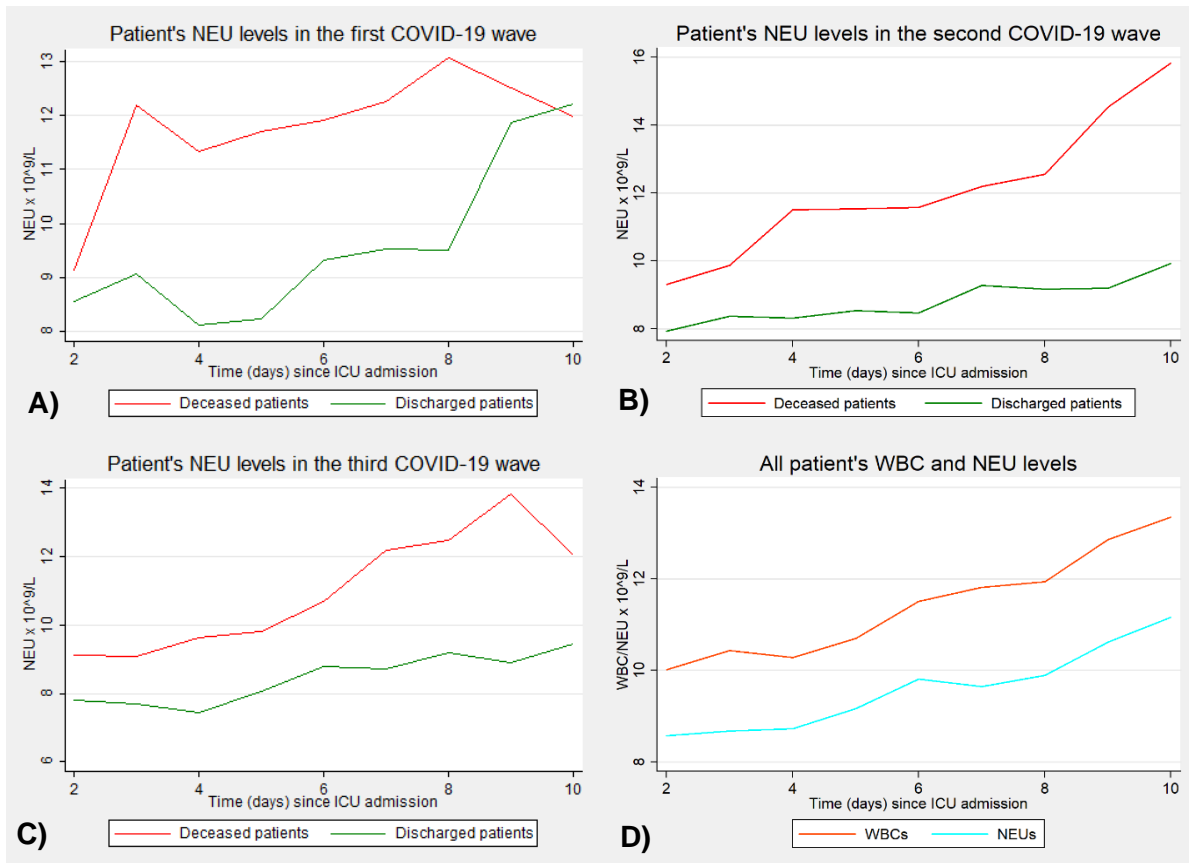 Patient's NEU levels in the first COVID-19 wave
NEU x 10^9/L
13
12
11
10
9
8
2 4 6 8 10
Time (days) since ICU admission
A)
Deceased patients Discharged patients
Patient's NEU levels in the second COVID-19 wave
NEU x 10^9/L
16
14
12
10
8
2 4 6 8 10
Time (days) since ICU admission
B)
Deceased patients Discharged patients
Patient's NEU levels in the third COVID-19 wave
NEU x 10^9/L
14
12
10
8
6
2 4 6 8 10
Time (days) since ICU admission
C)
Deceased patients Discharged patients
All patient's WBC and NEU levels
WBC/NEU x 10^9/L
14
12
10
8
2 4 6 8 10
Time (days) since ICU admission
D)
WBCs NEUs